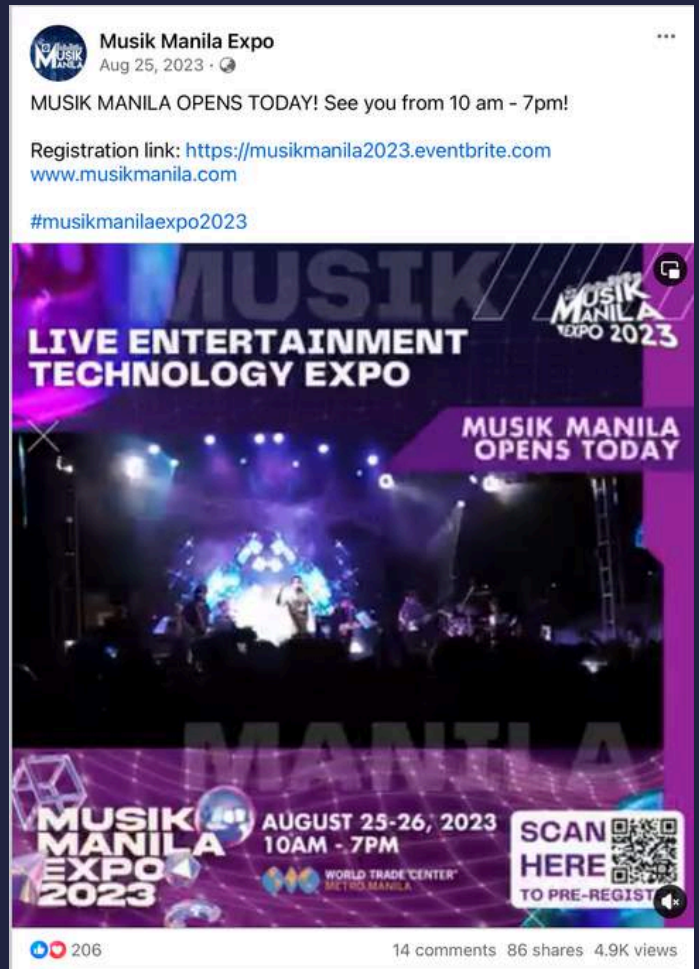 Musik Manila Expo
Aug 25, 2023 ·
MUSIK MANILA OPENS TODAY! See you from 10 am - 7pm!
Registration link: https://musikmanila2023.eventbrite.com
www.musikmanila.com
#musikmanilaexpo2023
MUSIK
MUSIK
MANILA
EXPO 2023
LIVE ENTERTAINMENT
TECHNOLOGY EXPO
MUSIK MANILA
OPENS TODAY
MANILA
MUSIK
MANILA
EXPO
2023
AUGUST 25-26, 2023
10AM - 7PM
WORLD TRADE CENTER
METRO MANILA
SCAN
HERE
TO PRE-REGIST
206
14 comments 86 shares 4.9K views